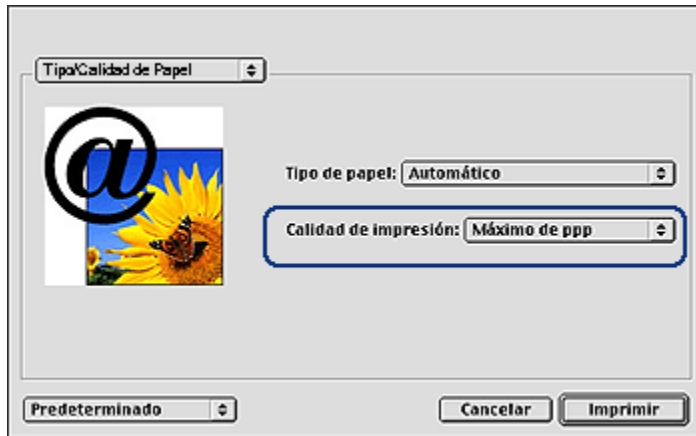 Tipo/Calidad de Papel
@
Tipo de papel: Automático
Calidad de impresión: Máximo de ppp
Predeterminado
Cancelar
Imprimir